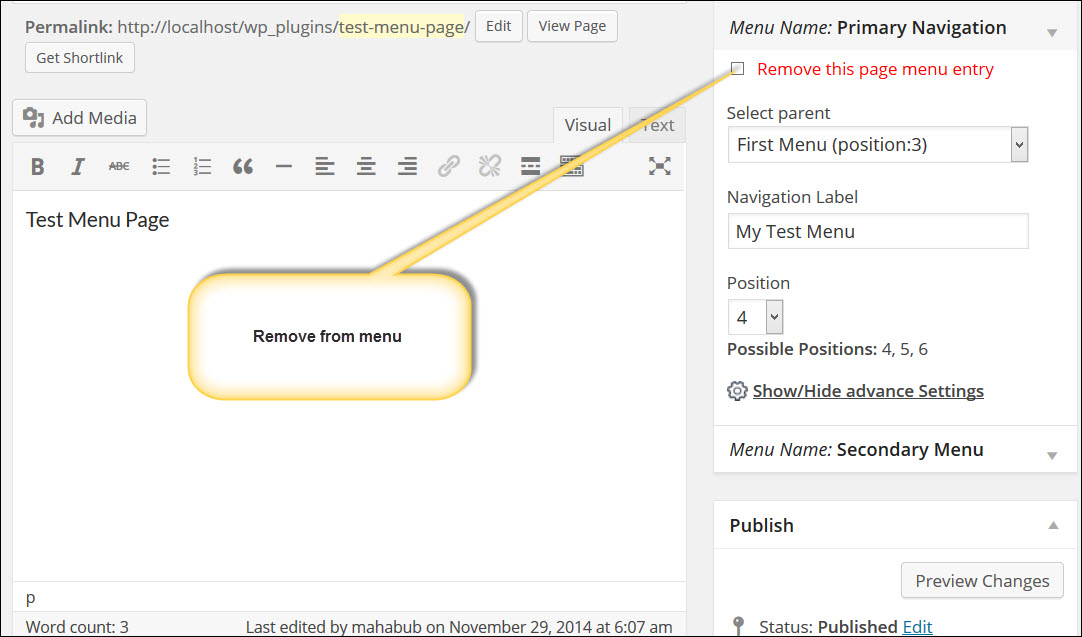 Permalink: http://localhost/wp_plugins/test-menu-page/ Edit View Page
Get Shortlink
Add Media
Visual Text
B I ABC
Test Menu Page
Remove from menu
p
Word count: 3 Last edited by mahabub on November 29, 2014 at 6:07 am
Menu Name: Primary Navigation
Remove this page menu entry
Select parent
First Menu (position:3)
Navigation Label
My Test Menu
Position
4
Possible Positions: 4, 5, 6
Show/Hide advance Settings
Menu Name: Secondary Menu
Publish
Preview Changes
Status: Published Edit